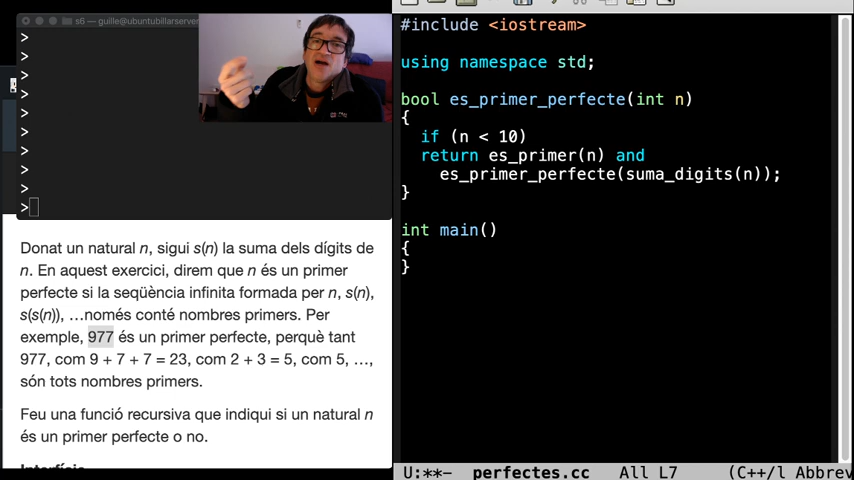 s6 — guille@ubuntubillarserver
>
>
>
>
>
>
>
>
>
>
Donat un natural n, sigui s(n) la suma dels dígits de
n. En aquest exercici, direm que n és un primer
perfecte si la seqüència infinita formada per n, s(n),
s(s(n)), …només conté nombres primers. Per
exemple, 977 és un primer perfecte, perquè tant
977, com 9 + 7 + 7 = 23, com 2 + 3 = 5, com 5, …,
són tots nombres primers.
Feu una funció recursiva que indiqui si un natural n
és un primer perfecte o no.
Interfície
#include <iostream>
using namespace std;
bool es_primer_perfecte(int n)
{
if (n < 10)
return es_primer(n) and
es_primer_perfecte(suma_digits(n));
}
int main()
{
}
U:**- perfectes.cc All L7 (C++/l Abbrev